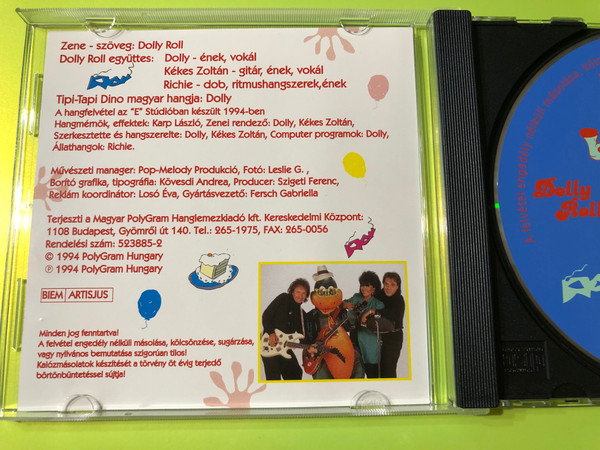 Zene - szöveg: Dolly Roll
Dolly Roll együttes: Dolly - ének, vokál
Kékes Zoltán - gitár, ének, vokál
Richie - dob, ritmushangszerek,ének
Tipi-Tapi Dino magyar hangja: Dolly
A hangfelvétel az "E" Stúdióban készült 1994-ben
Hangmérnök, effektek: Karp László, Zenei rendező: Dolly, Kékes Zoltán,
Szerkesztette és hangszerelte: Dolly, Kékes Zoltán, Computer programok: Dolly,
Állathangok: Richie.
Művészeti manager: Pop-Melody Produkció, Fotó: Leslie G. ,
Borító grafika, tipográfia: Kövesdi Andrea, Producer: Szigeti Ferenc,
Reklám koordinátor: Losó Éva, Gyártásvezető: Fersch Gabriella
Terjeszti a Magyar PolyGram Hanglemezkiadó kft. Kereskedelmi Központ:
1108 Budapest, Gyömrői út 140. Tel.: 265-1975, FAX: 265-0056
Rendelési szám: 523885-2
© 1994 PolyGram Hungary
℗ 1994 PolyGram Hungary
BIEM ARTISJUS
Minden jog fenntartva!
A felvétel engedély nélküli másolása, kölcsönzése, sugárzása,
vagy nyilvános bemutatása szigorúan tilos!
Kalózmásolatok készítését a törvény öt évig terjedő
börtönbüntetéssel sújtja!
Dolly
Roll